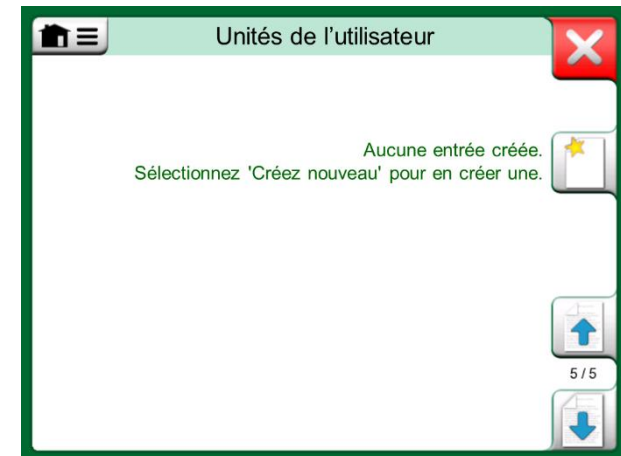 Unités de l’utilisateur
Aucune entrée créée.
Sélectionnez 'Créez nouveau' pour en créer une.
5 / 5